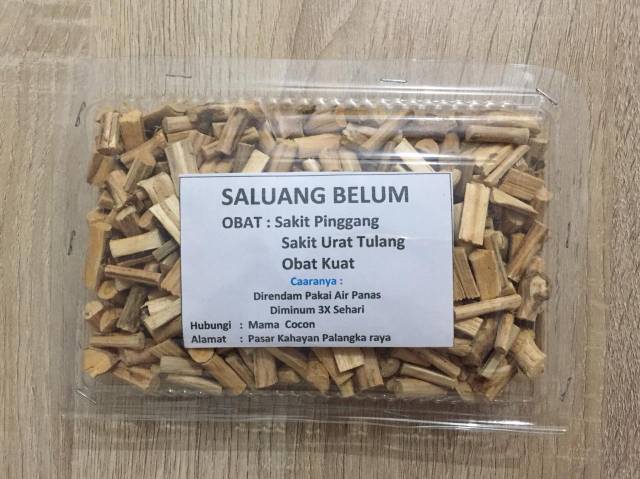 SALUANG BELUM
OBAT : Sakit Pinggang
Sakit Urat Tulang
Obat Kuat
Caaranya :
Direndam Pakai Air Panas
Diminum 3X Sehari
Hubungi : Mama Cocon
Alamat : Pasar Kahayan Palangka raya